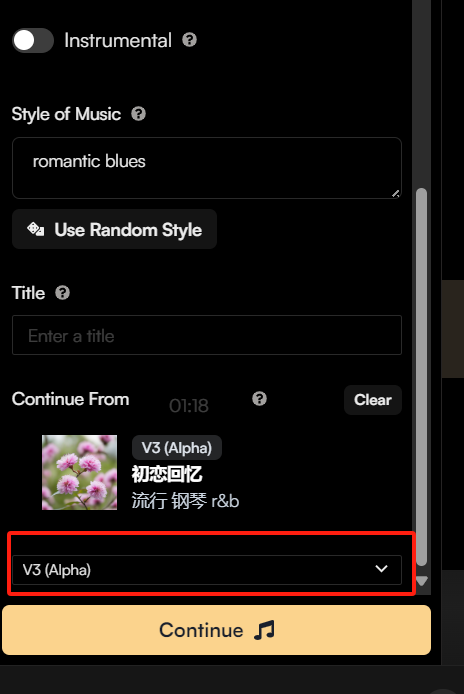 Instrumental
Style of Music
romantic blues
Use Random Style
Title
Enter a title
Continue From 01:18 Clear
V3 (Alpha)
初恋回忆
流行 钢琴 r&b
V3 (Alpha)
Continue